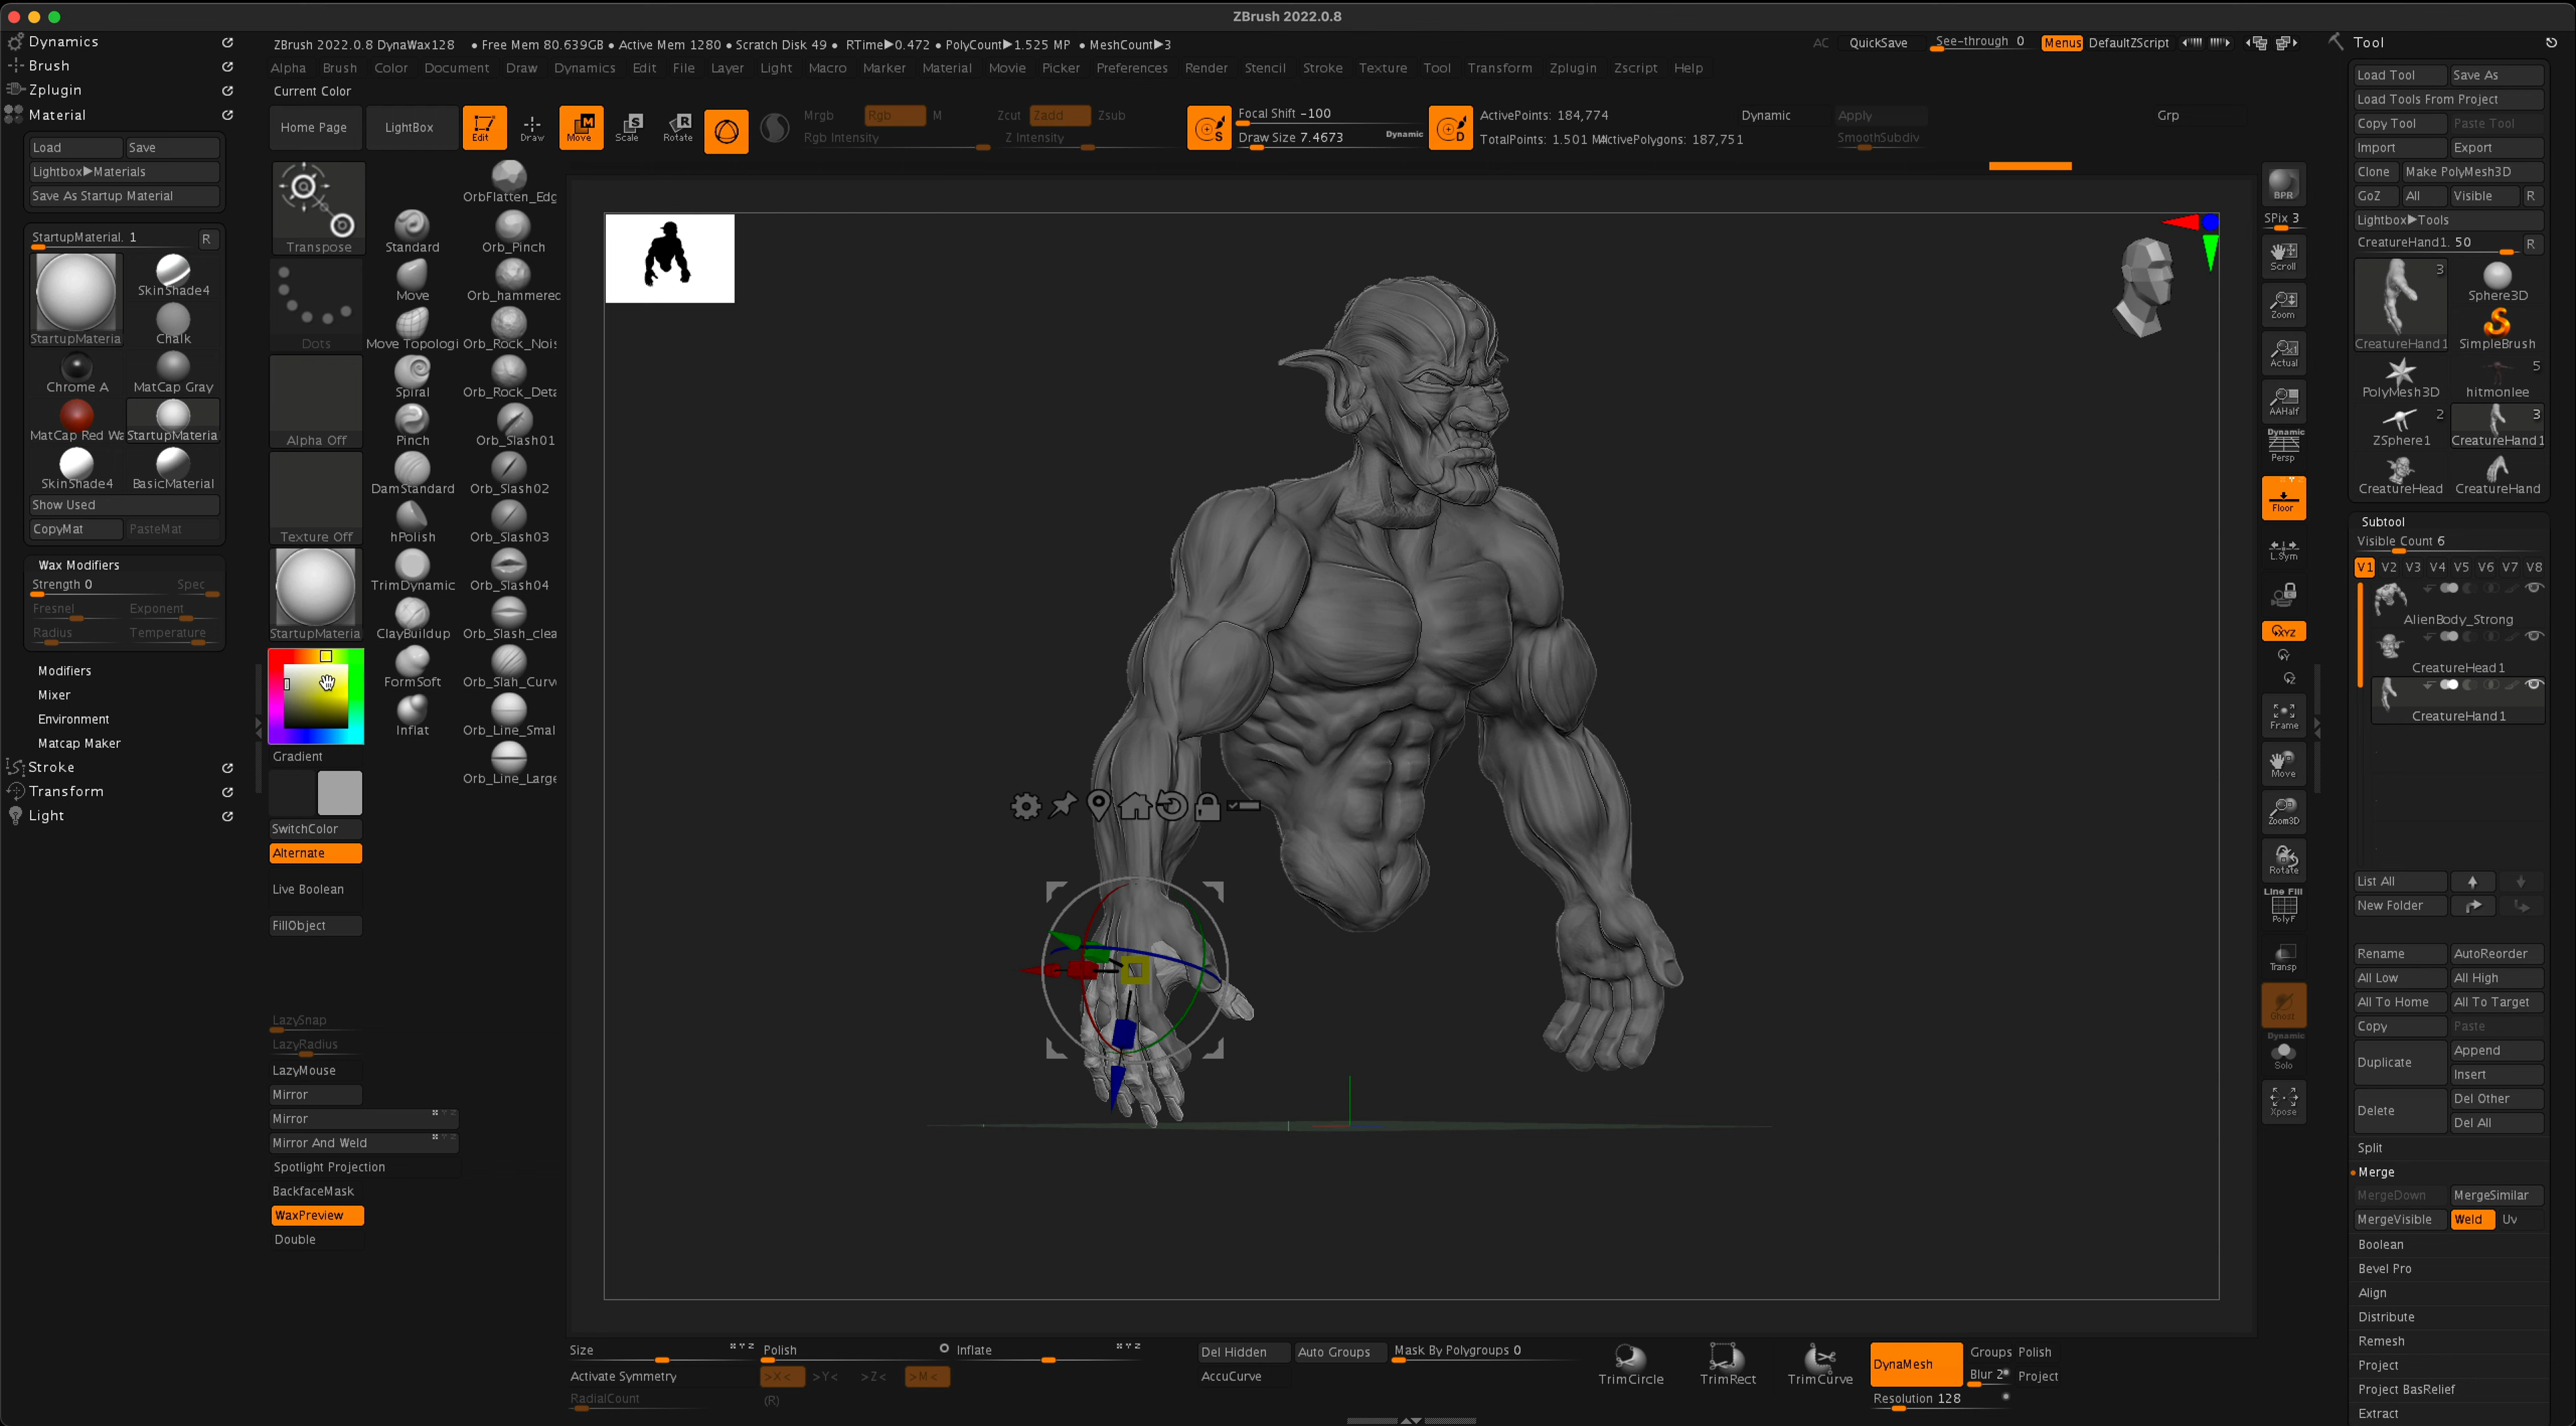 ZBrush 2022.0.8
Dynamics
Brush
Zplugin
Material
Load Save
Lightbox▶Materials
Save As Startup Material
StartupMaterial. 1 R
SkinShade4
StartupMateria Chalk
Chrome A MatCap Gray
MatCap Red Wa StartupMateria
SkinShade4 BasicMaterial
Show Used
CopyMat PasteMat
Wax Modifiers
Strength 0 Spec
Fresnel Exponent
Radius Temperature
Modifiers
Mixer
Environment
Matcap Maker
Stroke
Transform
Light
ZBrush 2022.0.8 DynaWax128 • Free Mem 80.639GB • Active Mem 1280 • Scratch Disk 49 • RTime▶0.472 • PolyCount▶1.525 MP • MeshCount▶3
AC QuickSave See-through 0 Menus DefaultZScript
Alpha Brush Color Document Draw Dynamics Edit File Layer Light Macro Marker Material Movie Picker Preferences Render Stencil Stroke Texture Tool Transform Zplugin Zscript Help
Current Color
Home Page LightBox Edit Draw Move Scale Rotate
Mrgb Rgb M Zcut Zadd Zsub
Rgb Intensity Z Intensity
Focal Shift -100
Draw Size 7.4673 Dynamic
ActivePoints: 184,774 Dynamic Apply Grp
TotalPoints: 1.501 M ActivePolygons: 187,751 SmoothSubdiv
Transpose
Dots
Alpha Off
Texture Off
StartupMateria
Gradient
SwitchColor
Alternate
Live Boolean
FillObject
LazySnap
LazyRadius
LazyMouse
Mirror
Mirror
Mirror And Weld
Spotlight Projection
BackfaceMask
WaxPreview
Double
Standard
Move
Move Topologi
Spiral
Pinch
DamStandard
hPolish
TrimDynamic
ClayBuildup
FormSoft
Inflat
OrbFlatten_Edg
Orb_Pinch
Orb_hammered
Orb_Rock_Nois
Orb_Rock_Deta
Orb_Slash01
Orb_Slash02
Orb_Slash03
Orb_Slash04
Orb_Slash_clea
Orb_Slah_Curv
Orb_Line_Smal
Orb_Line_Large
BPR
SPix 3
Scroll
Zoom
Actual
AAHalf
Dynamic
Persp
Floor
L.Sym
XYZ
Frame
Move
Zoom3D
Rotate
Line Fill
PolyF
Transp
Ghost
Dynamic
Solo
Xpose
Tool
Load Tool Save As
Load Tools From Project
Copy Tool Paste Tool
Import Export
Clone Make PolyMesh3D
GoZ All Visible R
Lightbox▶Tools
CreatureHand1. 50 R
3
Sphere3D
CreatureHand1 SimpleBrush
5
PolyMesh3D hitmonlee
2 3
ZSphere1 CreatureHand1
CreatureHead CreatureHand
Subtool
Visible Count 6
V1 V2 V3 V4 V5 V6 V7 V8
AlienBody_Strong
CreatureHead1
CreatureHand1
List All
New Folder
Rename AutoReorder
All Low All High
All To Home All To Target
Copy Paste
Duplicate Append
Insert
Delete Del Other
Del All
Split
Merge
MergeDown MergeSimilar
MergeVisible Weld Uv
Boolean
Bevel Pro
Align
Distribute
Remesh
Project
Project BasRelief
Extract
Size Polish Inflate
Activate Symmetry >X< >Y< >Z< >M<
RadialCount (R)
Del Hidden Auto Groups Mask By Polygroups 0
AccuCurve
TrimCircle TrimRect TrimCurve
DynaMesh Groups Polish
Blur 2 Project
Resolution 128